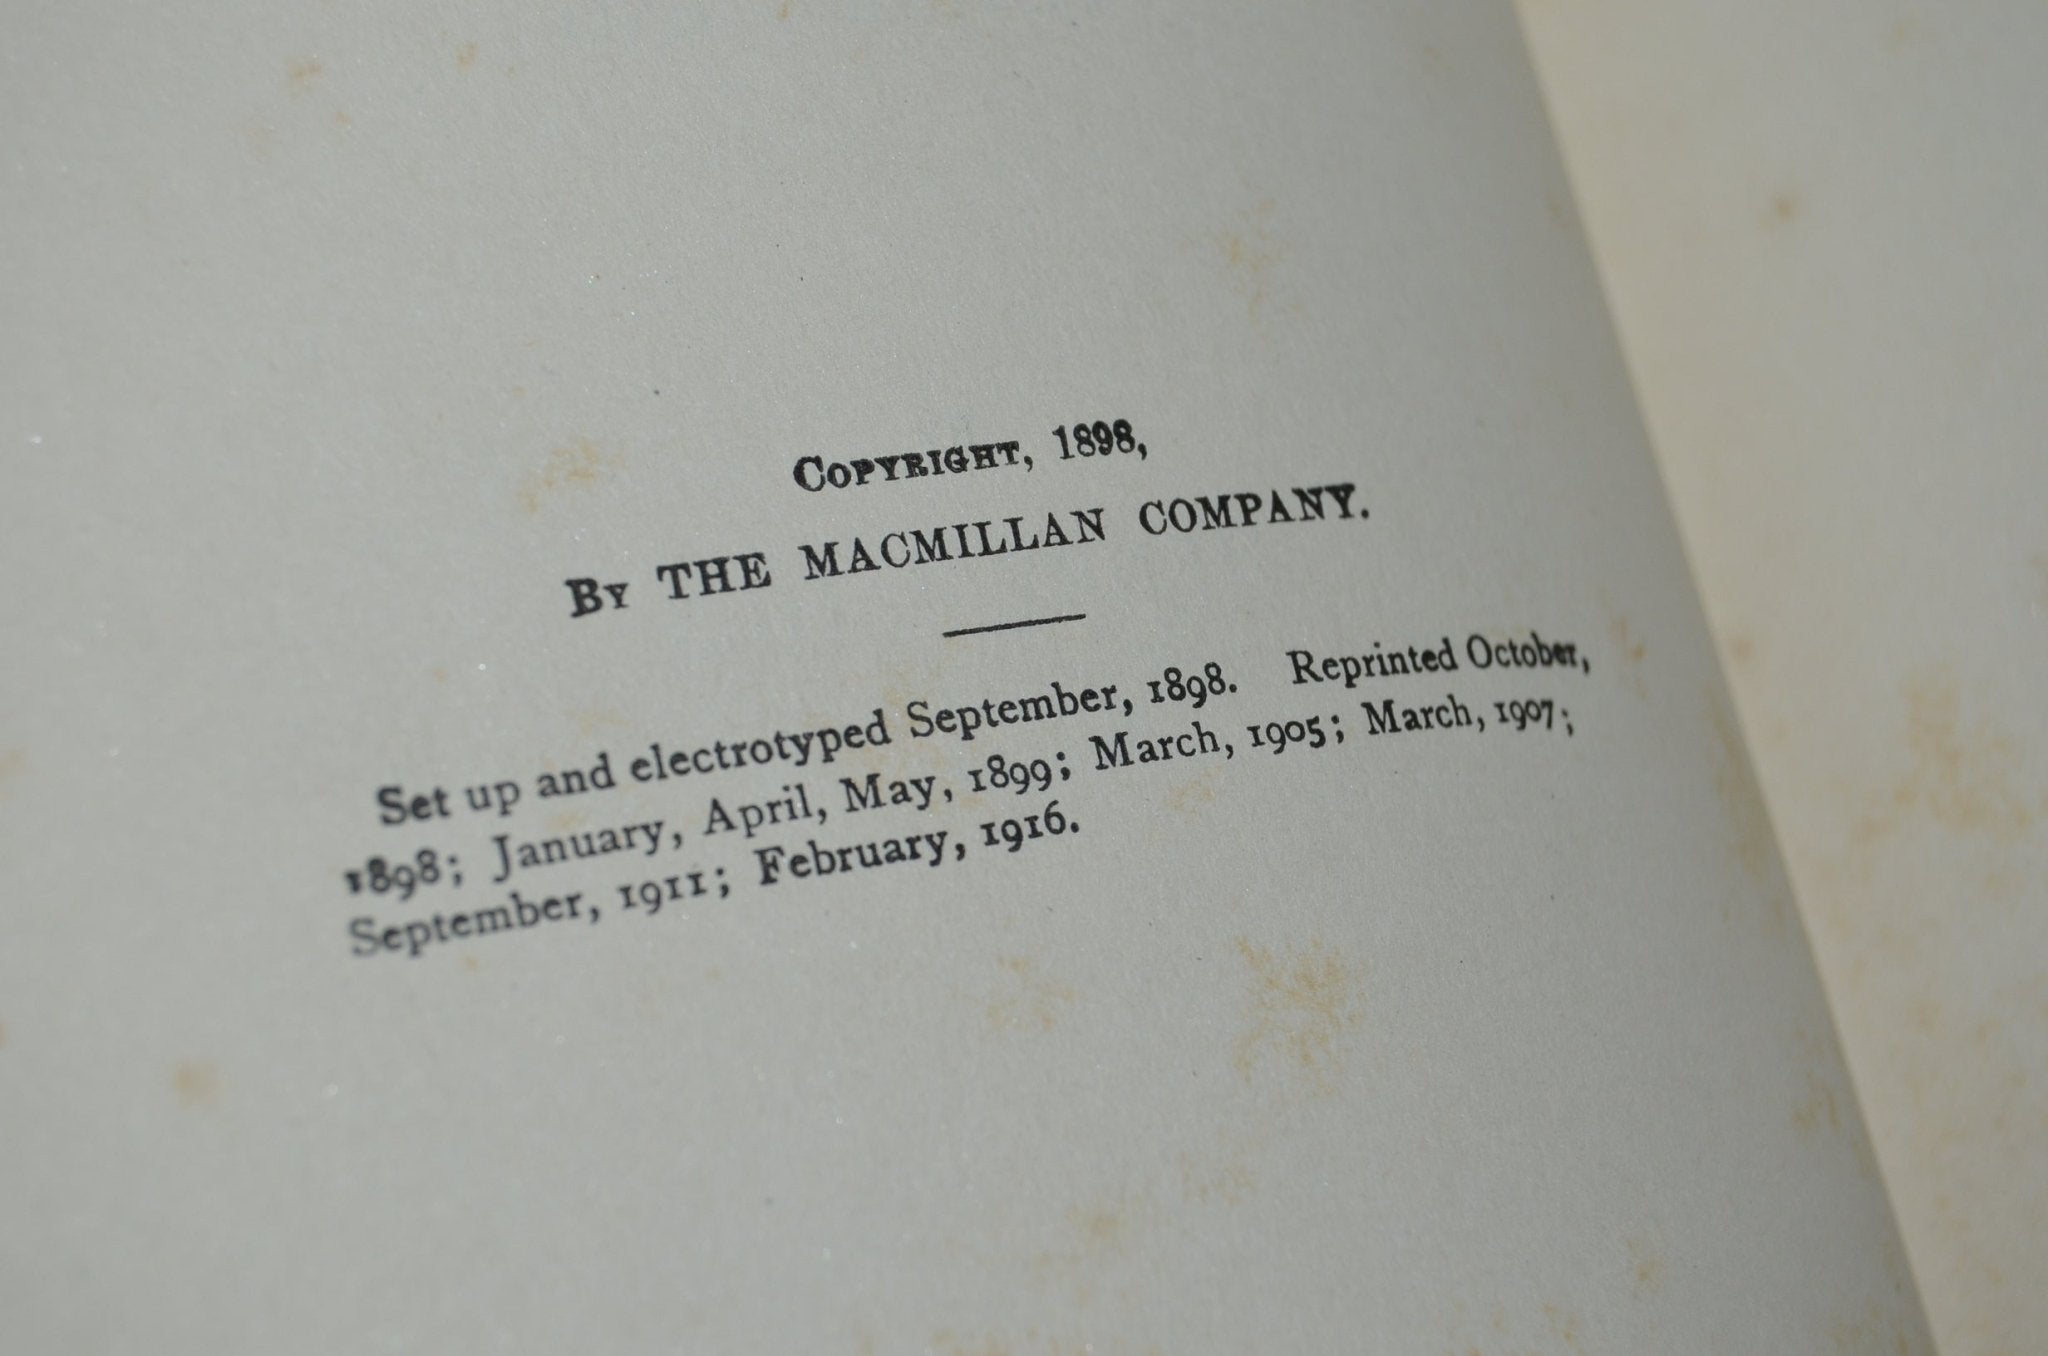 COPYRIGHT, 1898,
BY THE MACMILLAN COMPANY.
Set up and electrotyped September, 1898. Reprinted October,
1898; January, April, May, 1899; March, 1905; March, 1907;
September, 1911; February, 1916.